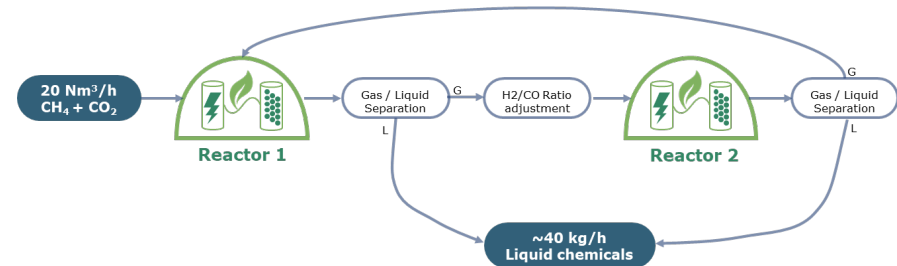 20 Nm³/h
CH₄ + CO₂
Reactor 1
Gas / Liquid
Separation
G
L
H2/CO Ratio
adjustment
Reactor 2
G
Gas / Liquid
Separation
L
~40 kg/h
Liquid chemicals